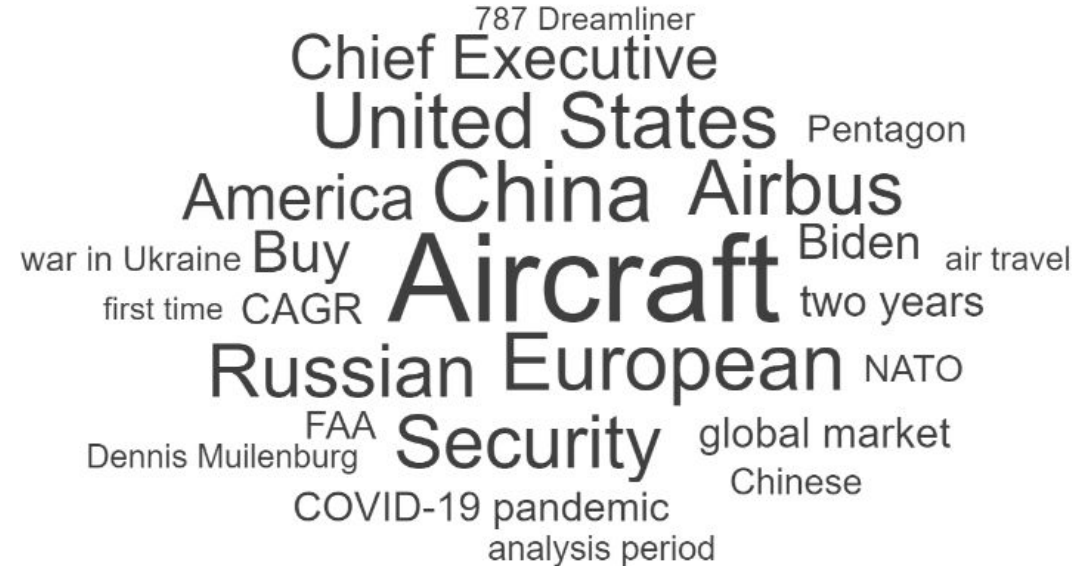 787 Dreamliner
Chief Executive
United States
Pentagon
America
China
Airbus
war in Ukraine
Buy
Aircraft
Biden
air travel
first time
CAGR
two years
Russian
European
NATO
FAA
Security
global market
Dennis Muilenburg
Chinese
COVID-19 pandemic
analysis period